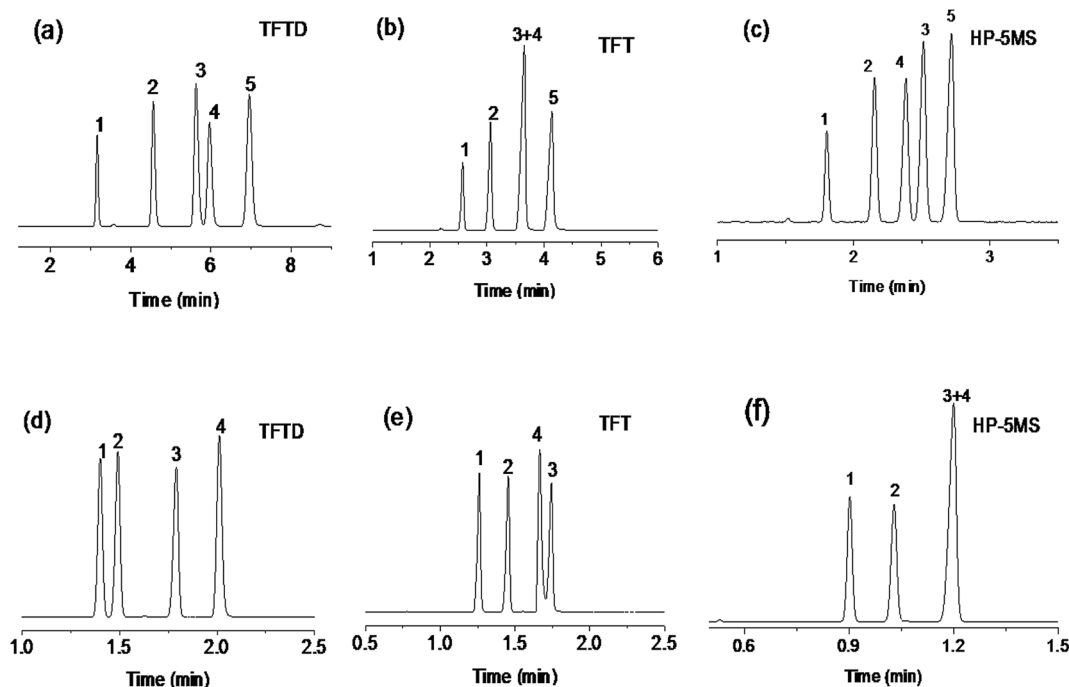 (a)
TFTD
1
2
3
4
5
2 4 6 8
Time (min)
(b)
TFT
1
2
3+4
5
1 2 3 4 5 6
Time (min)
(c)
HP-5MS
1
2
4
3
5
1 2 3
Time (min)
(d)
TFTD
1
2
3
4
1.0 1.5 2.0 2.5
Time (min)
(e)
TFT
1
2
4
3
0.5 1.0 1.5 2.0 2.5
Time (min)
(f)
HP-5MS
1
2
3+4
0.6 0.9 1.2 1.5
Time (min)